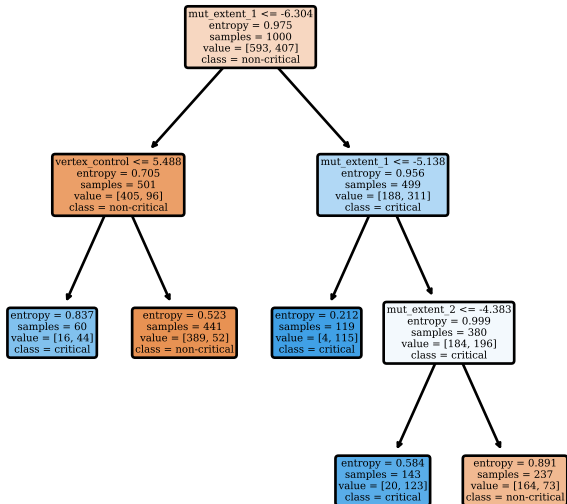 mut_extent_1 <= -6.304
entropy = 0.975
samples = 1000
value = [593, 407]
class = non-critical
vertex_control <= 5.488
entropy = 0.705
samples = 501
value = [405, 96]
class = non-critical
mut_extent_1 <= -5.138
entropy = 0.956
samples = 499
value = [188, 311]
class = critical
entropy = 0.837
samples = 60
value = [16, 44]
class = critical
entropy = 0.523
samples = 441
value = [389, 52]
class = non-critical
entropy = 0.212
samples = 119
value = [4, 115]
class = critical
mut_extent_2 <= -4.383
entropy = 0.999
samples = 380
value = [184, 196]
class = critical
entropy = 0.584
samples = 143
value = [20, 123]
class = critical
entropy = 0.891
samples = 237
value = [164, 73]
class = non-critical